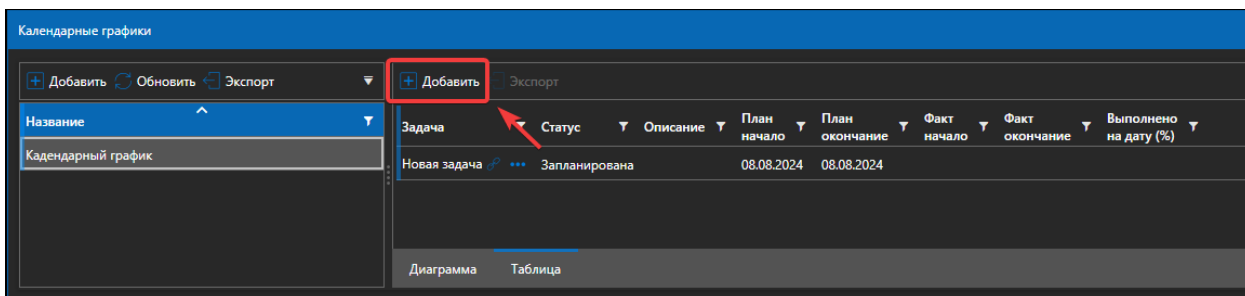 Календарные графики
Добавить Обновить Экспорт
Добавить Экспорт
Название
Задача Статус Описание План начало План окончание Факт начало Факт окончание Выполнено на дату (%)
Кадендарный график
Новая задача Запланирована 08.08.2024 08.08.2024
Диаграмма Таблица